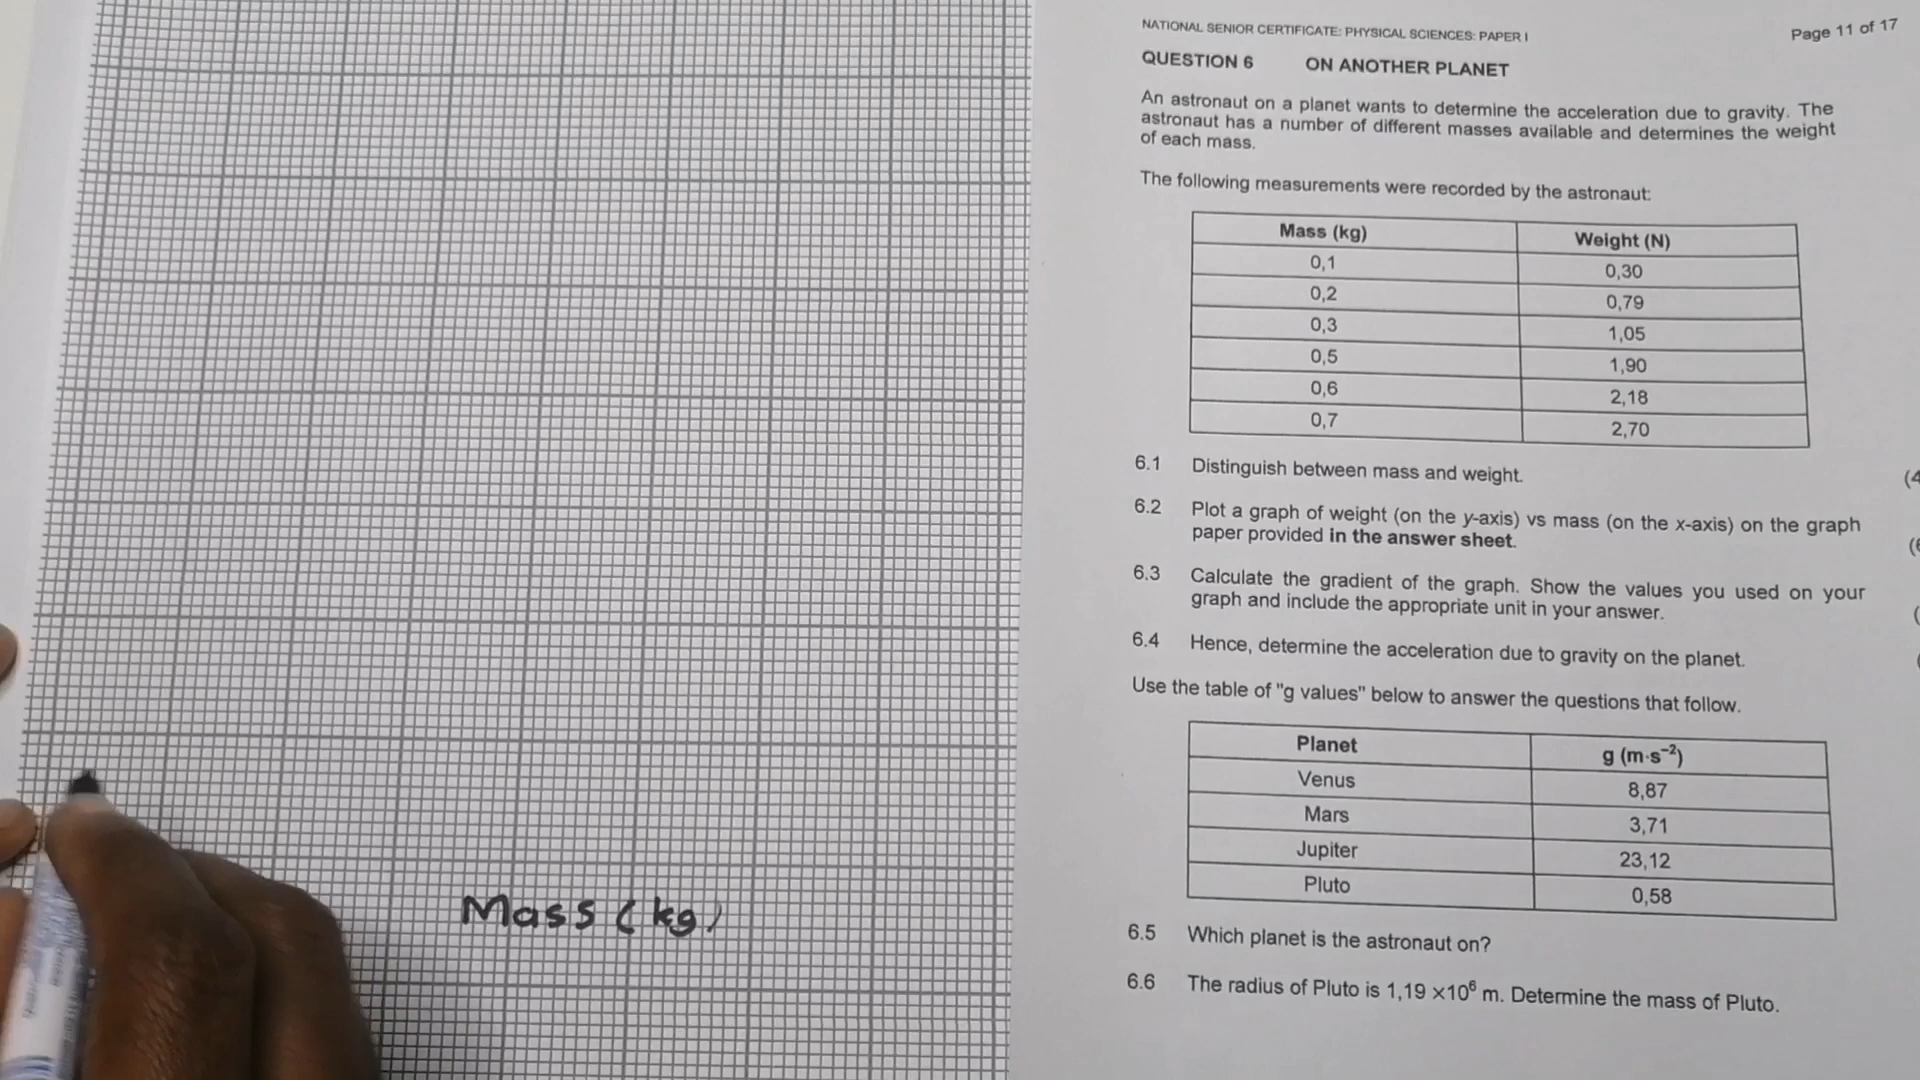 NATIONAL SENIOR CERTIFICATE: PHYSICAL SCIENCES: PAPER I
Page 11 of 17
QUESTION 6 ON ANOTHER PLANET
An astronaut on a planet wants to determine the acceleration due to gravity. The
astronaut has a number of different masses available and determines the weight
of each mass.
The following measurements were recorded by the astronaut:
Mass (kg) Weight (N)
0,1 0,30
0,2 0,79
0,3 1,05
0,5 1,90
0,6 2,18
0,7 2,70
6.1 Distinguish between mass and weight. (4
6.2 Plot a graph of weight (on the y-axis) vs mass (on the x-axis) on the graph
paper provided in the answer sheet.
6.3 Calculate the gradient of the graph. Show the values you used on your
graph and include the appropriate unit in your answer.
6.4 Hence, determine the acceleration due to gravity on the planet.
Use the table of "g values" below to answer the questions that follow.
Planet g (m·s⁻²)
Venus 8,87
Mars 3,71
Jupiter 23,12
Pluto 0,58
6.5 Which planet is the astronaut on?
6.6 The radius of Pluto is 1,19 ×10⁶ m. Determine the mass of Pluto.
Mass (kg)